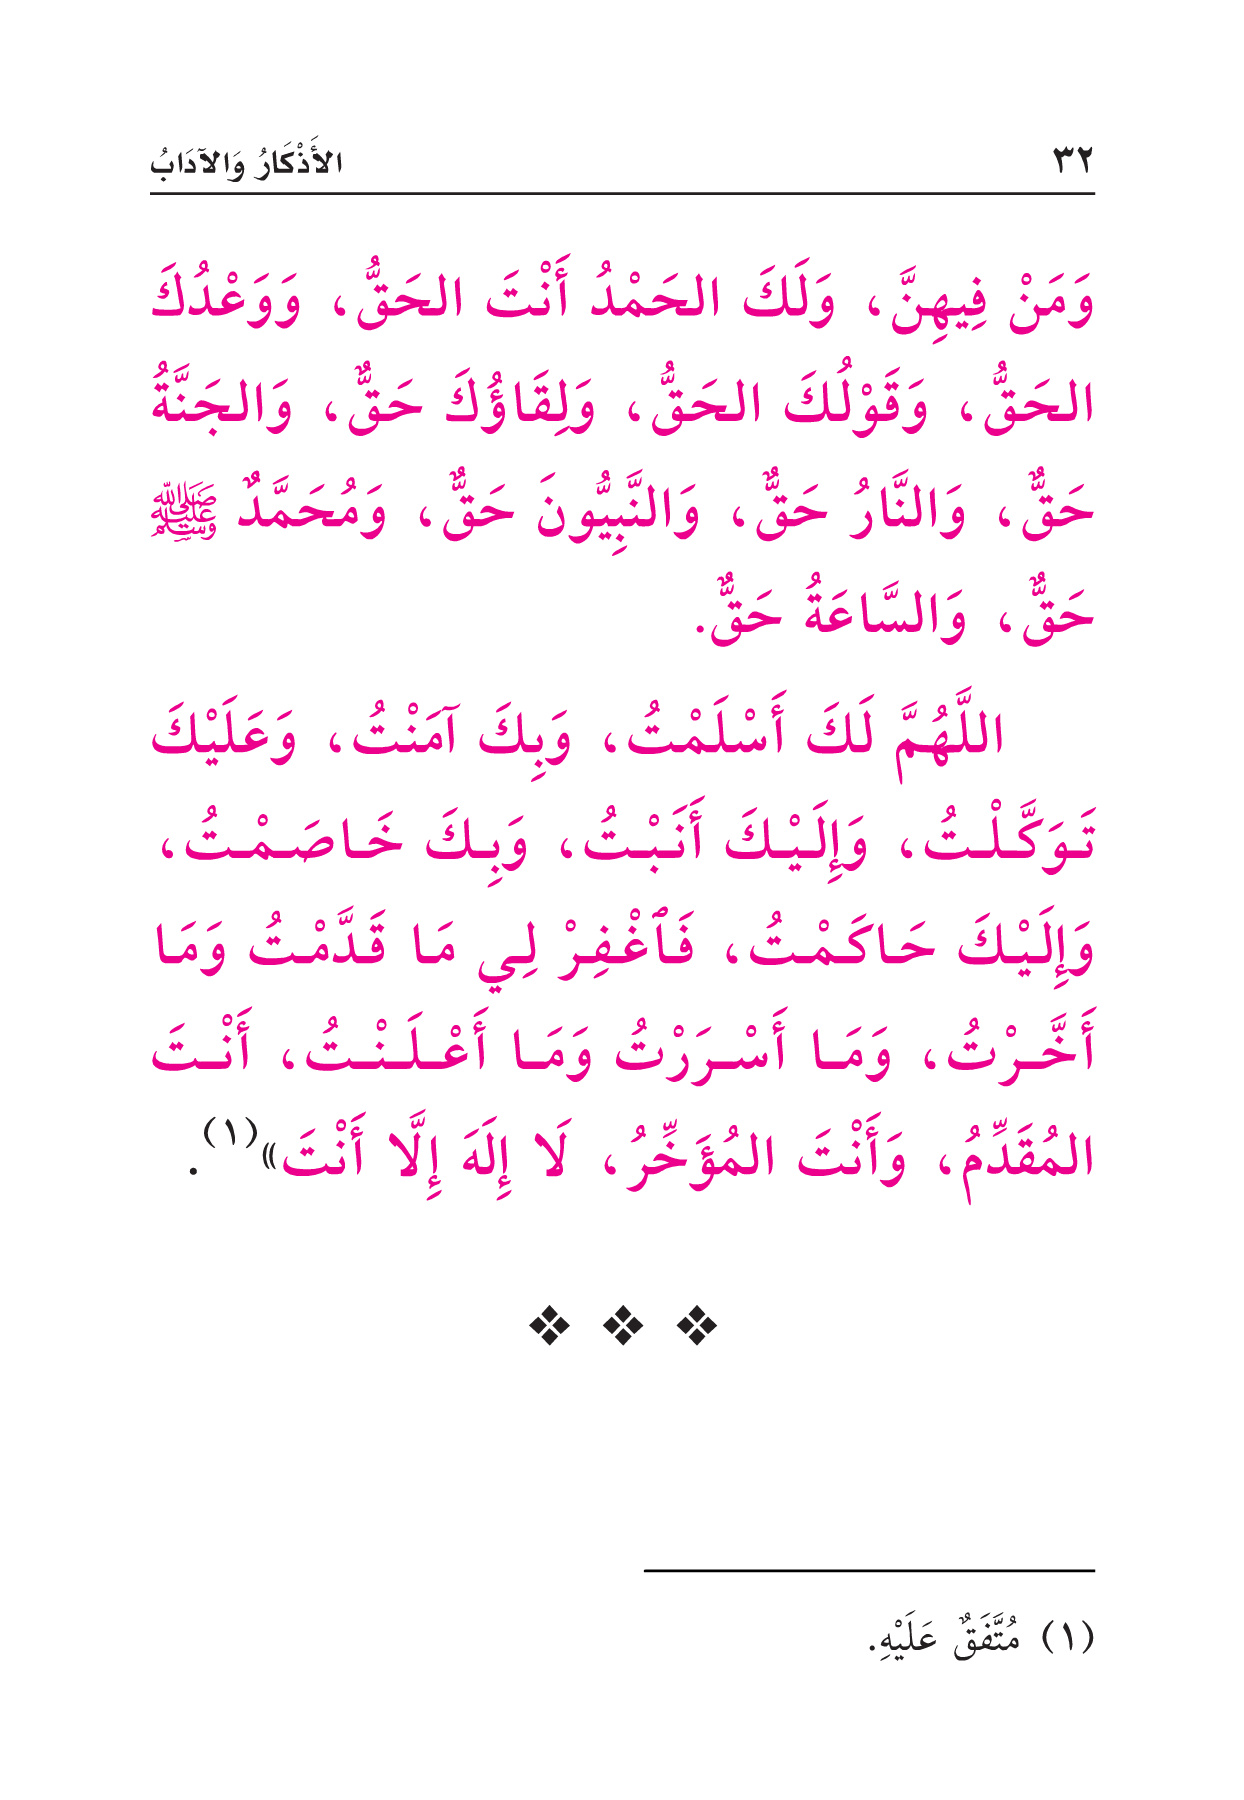 ٣٢ الأَذْكَارُ وَالآدَابُ
وَمَنْ فِيهِنَّ، وَلَكَ الحَمْدُ أَنْتَ الحَقُّ، وَوَعْدُكَ
الحَقُّ، وَقَوْلُكَ الحَقُّ، وَلِقَاؤُكَ حَقٌّ، وَالجَنَّةُ
حَقٌّ، وَالنَّارُ حَقٌّ، وَالنَّبِيُّونَ حَقٌّ، وَمُحَمَّدٌ ﷺ
حَقٌّ، وَالسَّاعَةُ حَقٌّ.
اللَّهُمَّ لَكَ أَسْلَمْتُ، وَبِكَ آمَنْتُ، وَعَلَيْكَ
تَوَكَّلْتُ، وَإِلَيْكَ أَنَبْتُ، وَبِكَ خَاصَمْتُ،
وَإِلَيْكَ حَاكَمْتُ، فَٱغْفِرْ لِي مَا قَدَّمْتُ وَمَا
أَخَّرْتُ، وَمَا أَسْرَرْتُ وَمَا أَعْلَنْتُ، أَنْتَ
المُقَدِّمُ، وَأَنْتَ المُؤَخِّرُ، لَا إِلَهَ إِلَّا أَنْتَ»(١).
(١) مُتَّفَقٌ عَلَيْهِ.